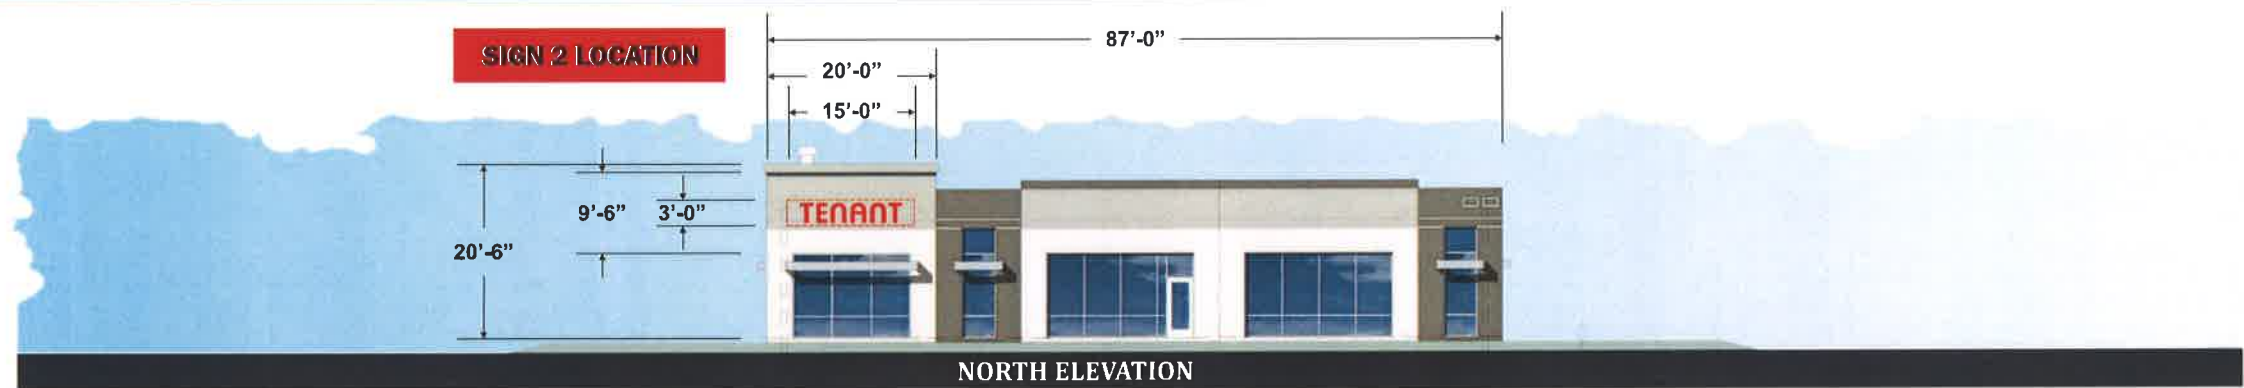 SIGN 2 LOCATION
87’-0”
20’-0”
15’-0”
9’-6”
3’-0”
TENANT
20’-6”
NORTH ELEVATION